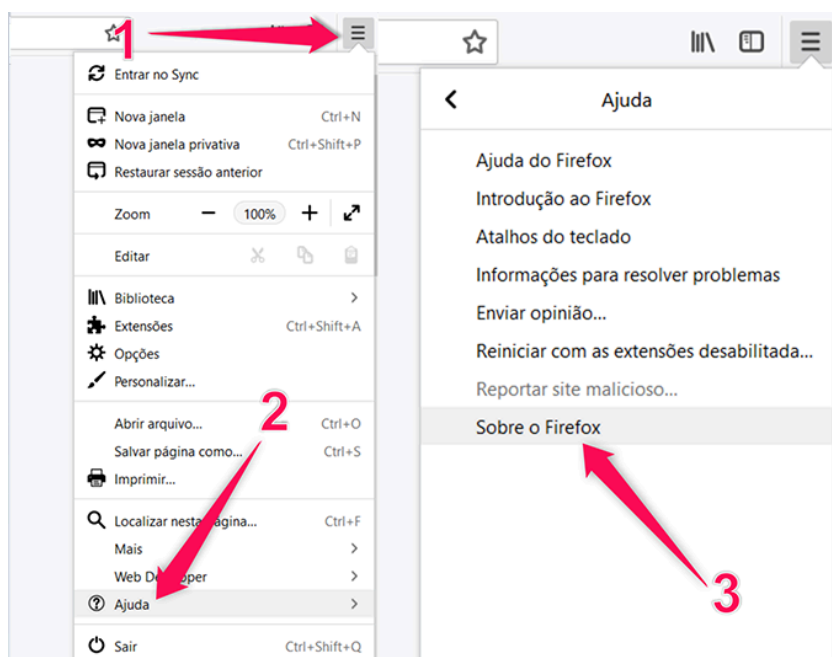 1
Entrar no Sync
Nova janela Ctrl+N
Nova janela privativa Ctrl+Shift+P
Restaurar sessão anterior
Zoom − 100% +
Editar
Biblioteca >
Extensões Ctrl+Shift+A
Opções
Personalizar...
2
Abrir arquivo... Ctrl+O
Salvar página como... Ctrl+S
Imprimir...
Localizar nesta página... Ctrl+F
Mais >
Web Developer >
Ajuda >
Sair Ctrl+Shift+Q
Ajuda
Ajuda do Firefox
Introdução ao Firefox
Atalhos do teclado
Informações para resolver problemas
Enviar opinião...
Reiniciar com as extensões desabilitada...
Reportar site malicioso...
Sobre o Firefox
3